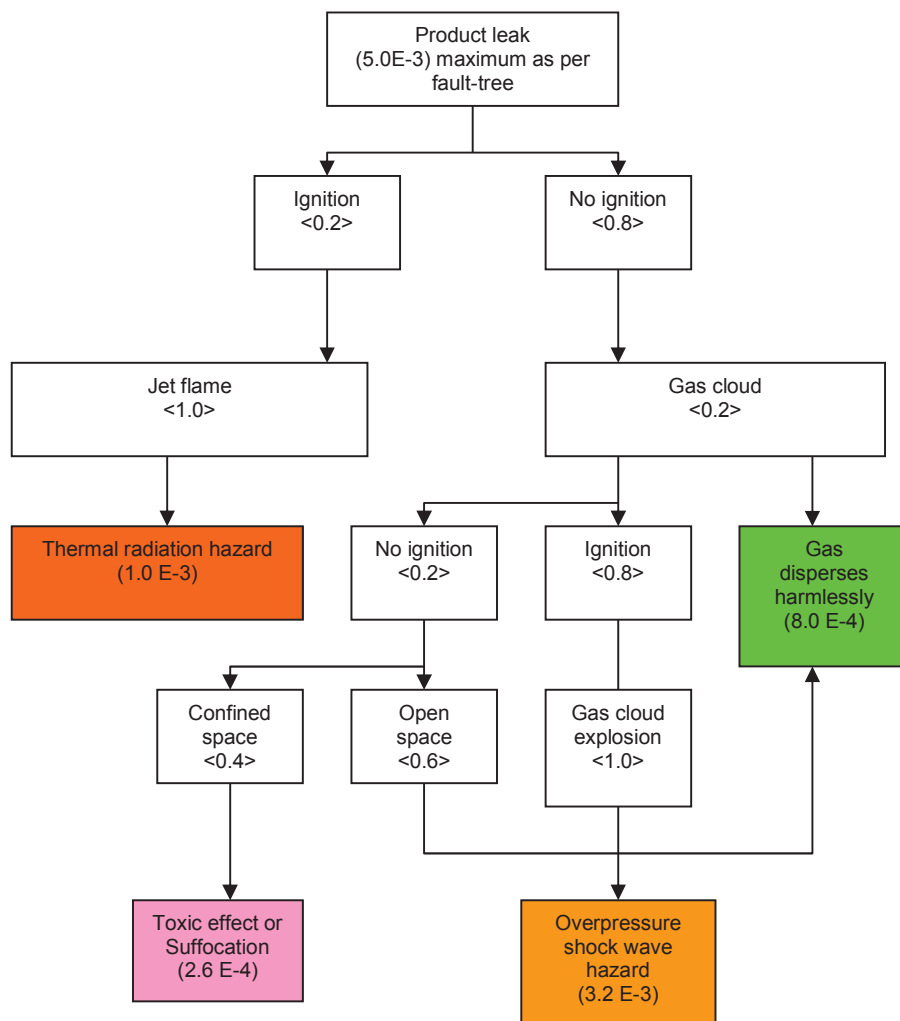 Product leak
(5.0E-3) maximum as per
fault-tree
Ignition
<0.2>
No ignition
<0.8>
Jet flame
<1.0>
Gas cloud
<0.2>
Thermal radiation hazard
(1.0 E-3)
No ignition
<0.2>
Ignition
<0.8>
Gas
disperses
harmlessly
(8.0 E-4)
Confined
space
<0.4>
Open
space
<0.6>
Gas cloud
explosion
<1.0>
Toxic effect or
Suffocation
(2.6 E-4)
Overpressure
shock wave
hazard
(3.2 E-3)